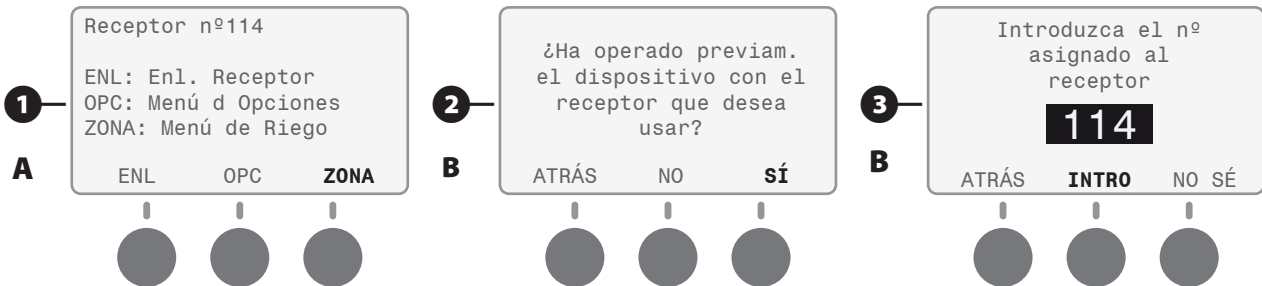 1
A
Receptor nº114
ENL: Enl. Receptor
OPC: Menú d Opciones
ZONA: Menú de Riego
ENL OPC ZONA
2
B
¿Ha operado previam.
el dispositivo con el
receptor que desea
usar?
ATRÁS NO SÍ
3
B
Introduzca el nº
asignado al
receptor
114
ATRÁS INTRO NO SÉ